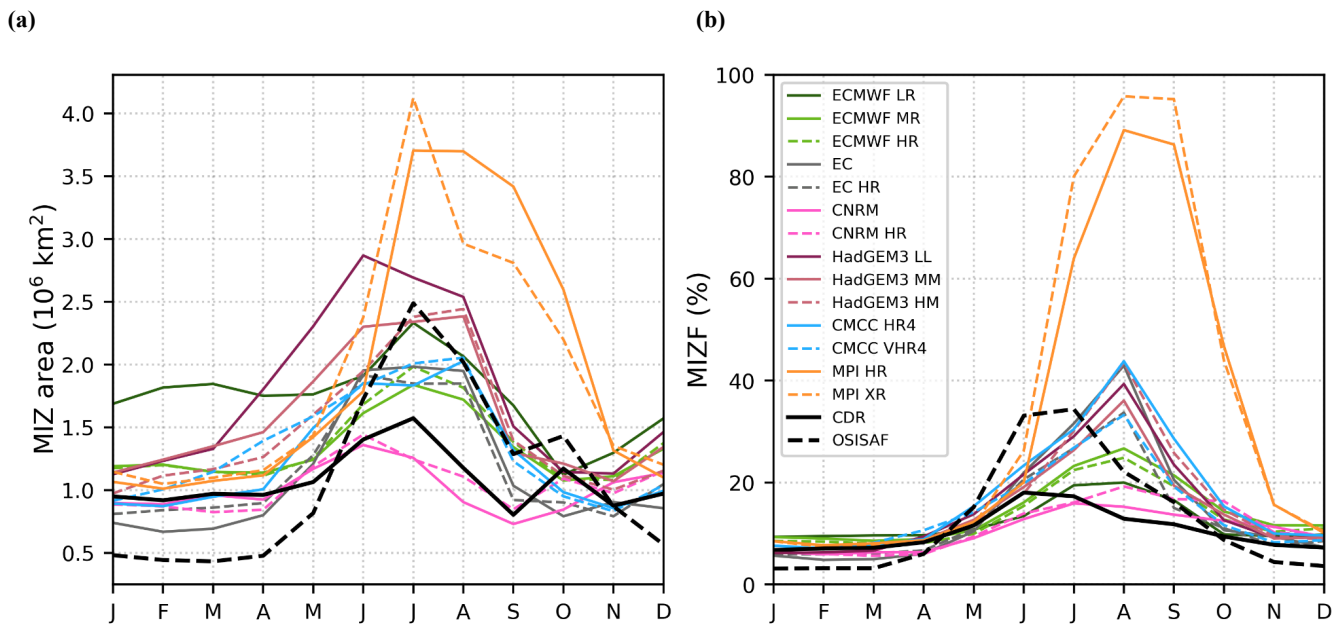 (a)
(b)
MIZ area (10⁶ km²)
4.0
3.5
3.0
2.5
2.0
1.5
1.0
0.5
J F M A M J J A S O N D
MIZF (%)
100
80
60
40
20
0
ECMWF LR
ECMWF MR
ECMWF HR
EC
EC HR
CNRM
CNRM HR
HadGEM3 LL
HadGEM3 MM
HadGEM3 HM
CMCC HR4
CMCC VHR4
MPI HR
MPI XR
CDR
OSISAF
J F M A M J J A S O N D